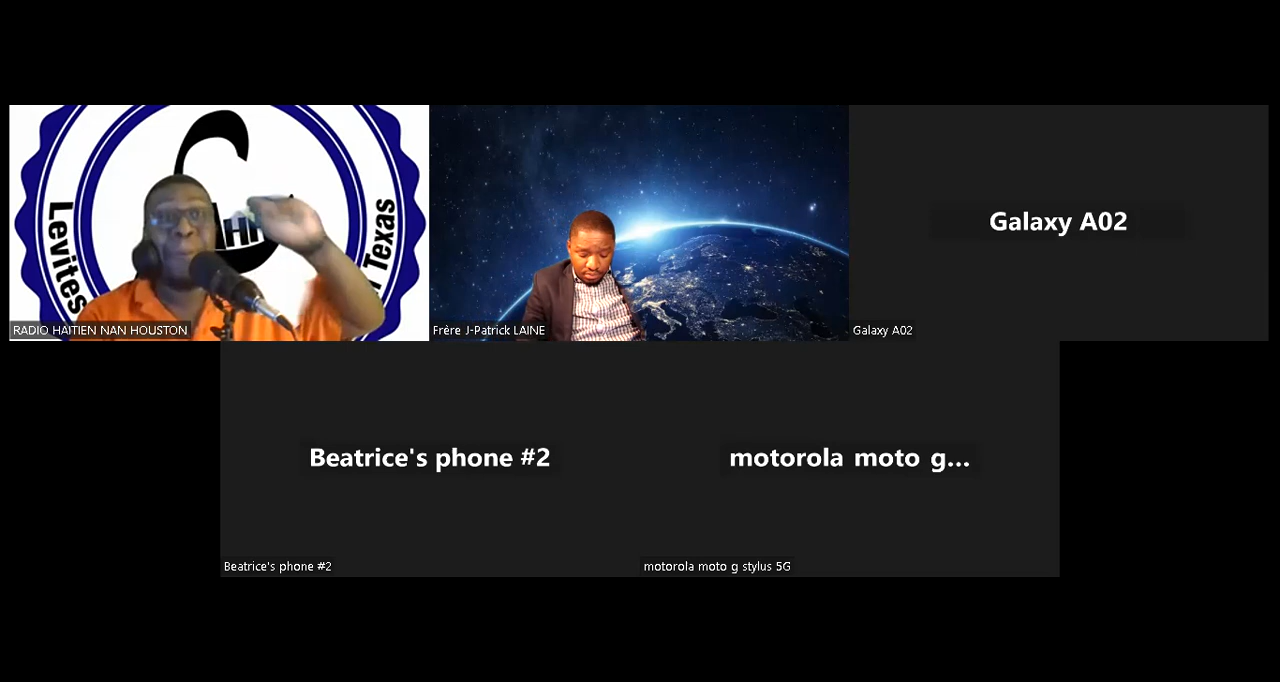 Levites
Texas
RADIO HAITIEN NAN HOUSTON
Frère J-Patrick LAINE
Galaxy A02
Galaxy A02
Beatrice's phone #2
motorola moto g...
Beatrice's phone #2
motorola moto g stylus 5G